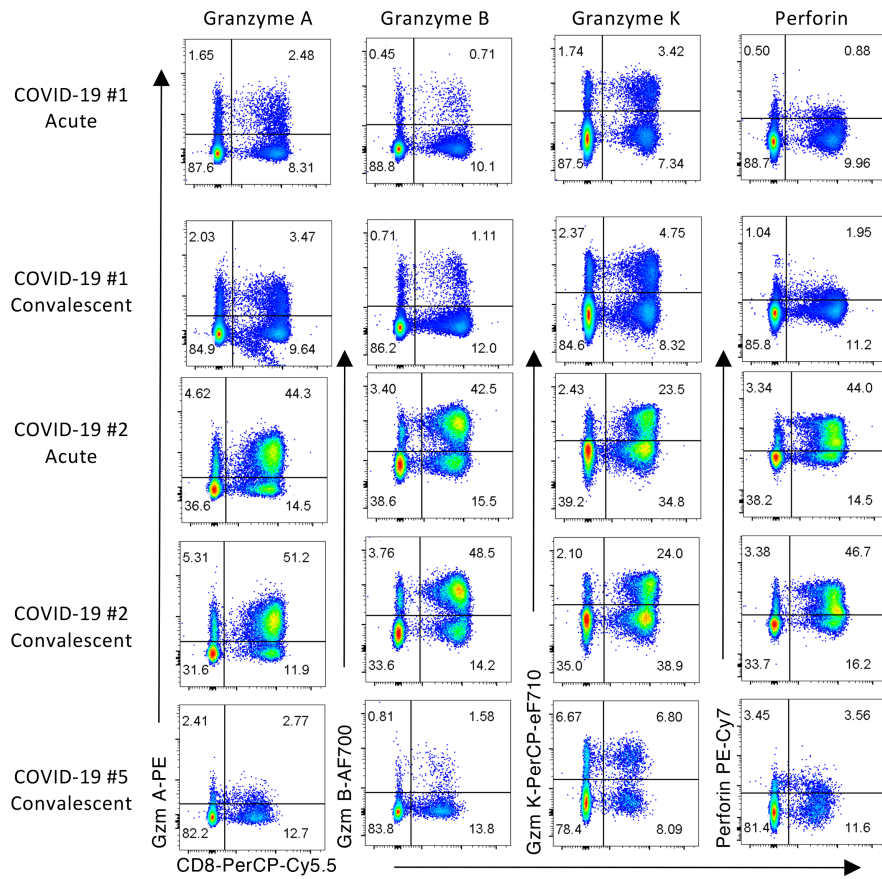 Granzyme A Granzyme B Granzyme K Perforin
COVID-19 #1
Acute
1.65 2.48 0.45 0.71 1.74 3.42 0.50 0.88
87.6 8.31 88.8 10.1 87.5 7.34 88.7 9.96
COVID-19 #1
Convalescent
2.03 3.47 0.71 1.11 2.37 4.75 1.04 1.95
84.9 9.64 86.2 12.0 84.6 8.32 85.8 11.2
COVID-19 #2
Acute
4.62 44.3 3.40 42.5 2.43 23.5 3.34 44.0
36.6 14.5 38.6 15.5 39.2 34.8 38.2 14.5
COVID-19 #2
Convalescent
5.31 51.2 3.76 48.5 2.10 24.0 3.38 46.7
31.6 11.9 33.6 14.2 35.0 38.9 33.7 16.2
COVID-19 #5
Convalescent
2.41 2.77 0.81 1.58 6.67 6.80 3.45 3.56
82.2 12.7 83.8 13.8 78.4 8.09 81.4 11.6
Gzm A-PE
Gzm B-AF700
Gzm K-PerCP-eF710
Perforin PE-Cy7
CD8-PerCP-Cy5.5